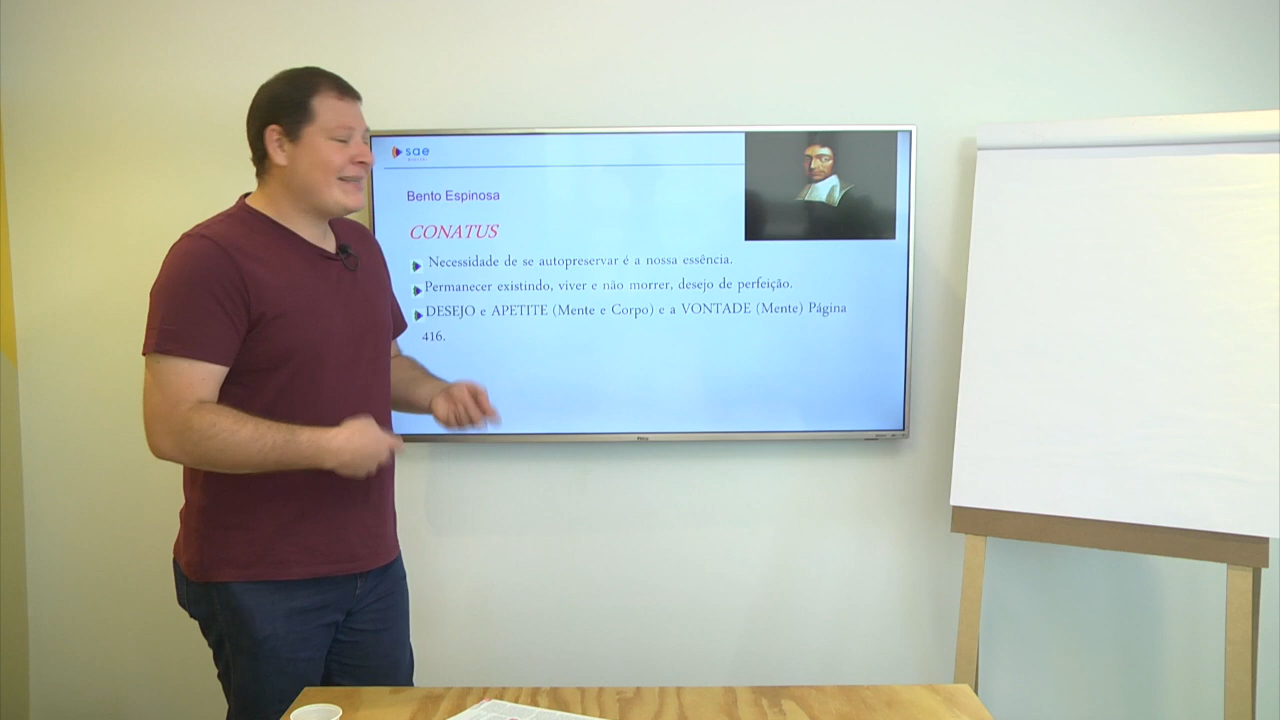 sae
DIGITAL
Bento Espinosa
CONATUS
Necessidade de se autopreservar é a nossa essência.
Permanecer existindo, viver e não morrer, desejo de perfeição.
DESEJO e APETITE (Mente e Corpo) e a VONTADE (Mente) Página
416.